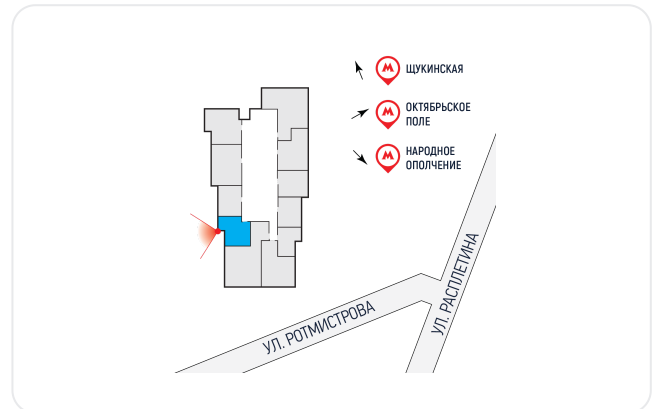 ЩУКИНСКАЯ
ОКТЯБРЬСКОЕ
ПОЛЕ
НАРОДНОЕ
ОПОЛЧЕНИЕ
УЛ. РАСПЛЕТИНА
УЛ. РОТМИСТРОВА